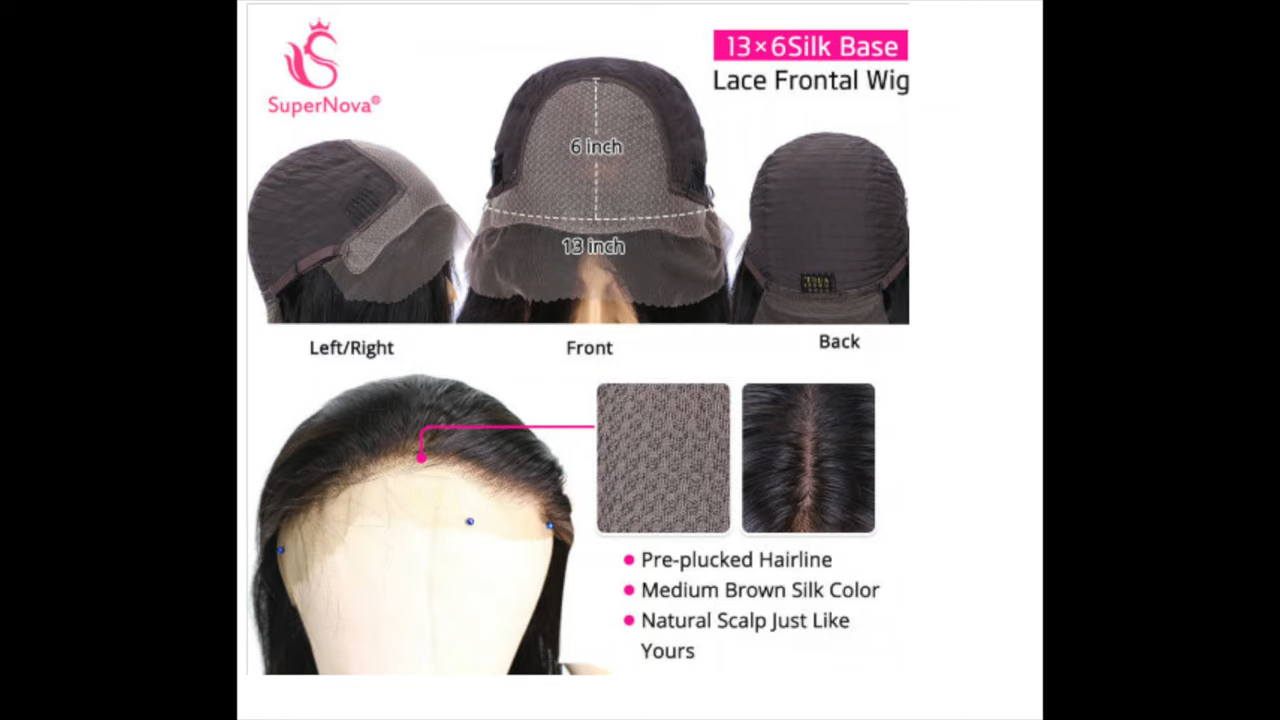 SuperNova®
13×6Silk Base
Lace Frontal Wig
6 inch
13 inch
Left/Right
Front
Back
Pre-plucked Hairline
Medium Brown Silk Color
Natural Scalp Just Like
Yours